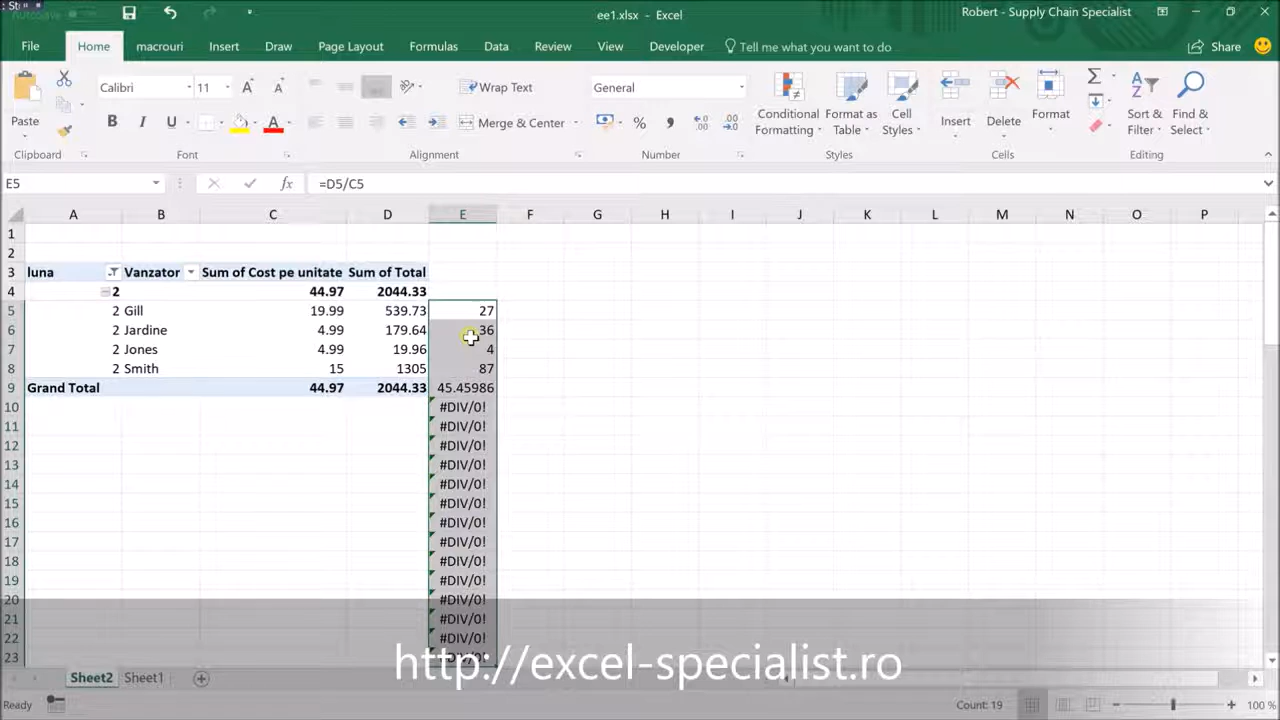 ee1.xlsx - Excel
Robert - Supply Chain Specialist
File Home macrouri Insert Draw Page Layout Formulas Data Review View Developer Tell me what you want to do Share
Paste
Calibri 11
Wrap Text
General
Merge & Center
Conditional Formatting
Format as Table
Cell Styles
Insert Delete Format
Sort & Filter
Find & Select
Clipboard Font Alignment Number Styles Cells Editing
E5 fx =D5/C5
A B C D E F G H I J K L M N O P
1
2
3 luna Vanzator Sum of Cost pe unitate Sum of Total
4 2 44.97 2044.33
5 2 Gill 19.99 539.73 27
6 2 Jardine 4.99 179.64 36
7 2 Jones 4.99 19.96 4
8 2 Smith 15 1305 87
9 Grand Total 44.97 2044.33 45.45986
10 #DIV/0!
11 #DIV/0!
12 #DIV/0!
13 #DIV/0!
14 #DIV/0!
15 #DIV/0!
16 #DIV/0!
17 #DIV/0!
18 #DIV/0!
19 #DIV/0!
20 #DIV/0!
21 #DIV/0!
22 #DIV/0!
23
http://excel-specialist.ro
Sheet2 Sheet1
Ready Count: 19 100 %